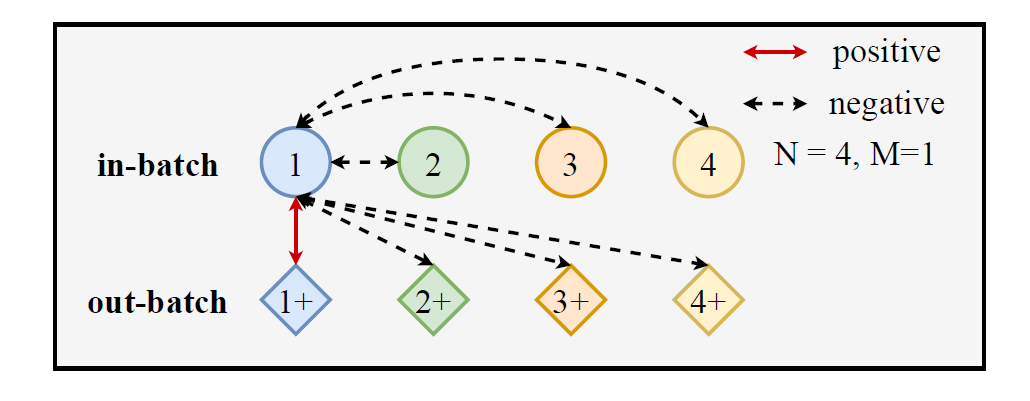 positive
negative
N = 4, M=1
in-batch
1
2
3
4
out-batch
1+
2+
3+
4+